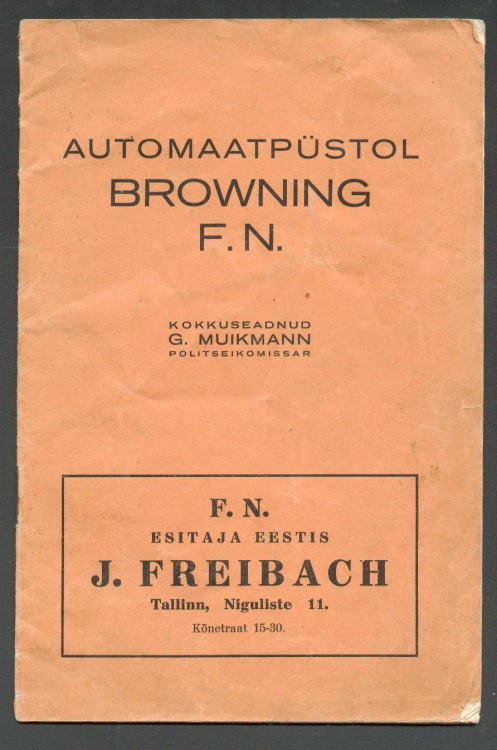 AUTOMAATPÜSTOL
BROWNING
F. N.
KOKKUSEADNUD
G. MUIKMANN
POLITSEIKOMISSAR
F. N.
ESITAJA EESTIS
J. FREIBACH
Tallinn, Niguliste 11.
Kõnetraat 15-30.